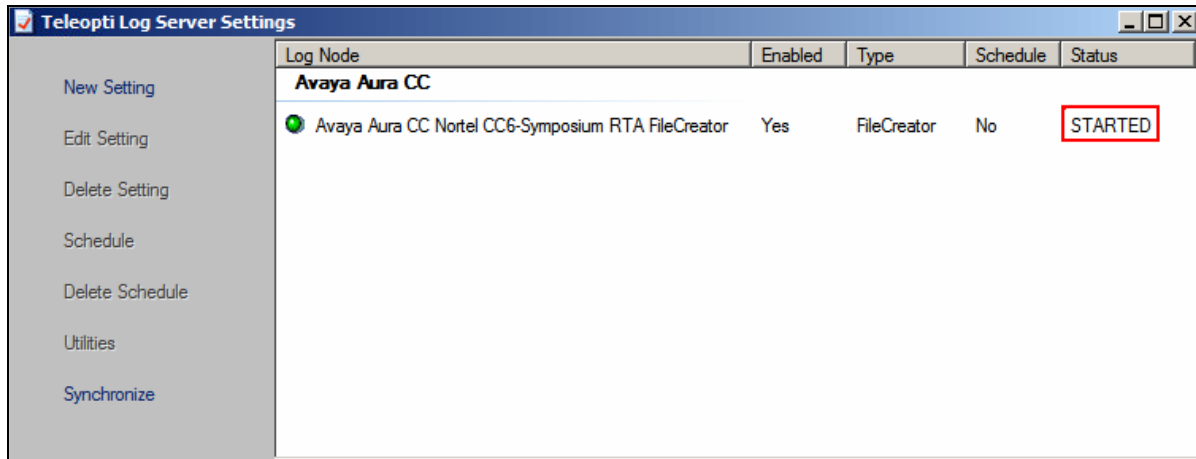 Teleopti Log Server Settings
Log Node Enabled Type Schedule Status
New Setting
Edit Setting
Delete Setting
Schedule
Delete Schedule
Utilities
Synchronize
Avaya Aura CC
Avaya Aura CC Nortel CC6-Symposium RTA FileCreator Yes FileCreator No STARTED